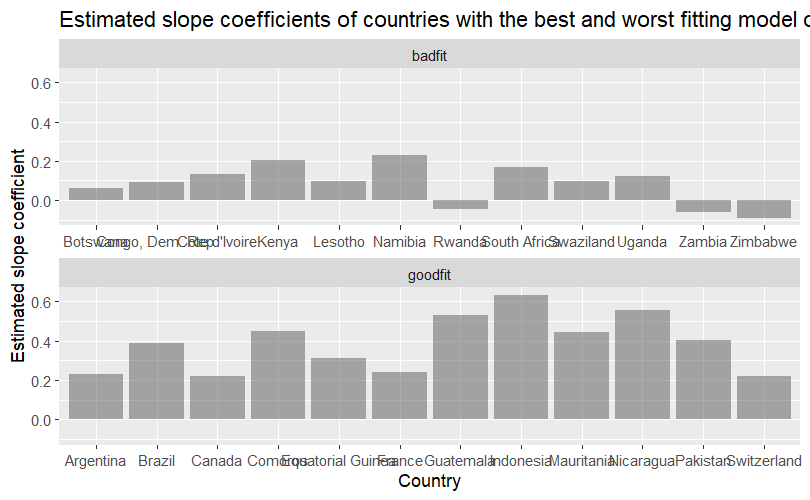 Estimated slope coefficients of countries with the best and worst fitting model o
badfit
0.6
0.4
0.2
0.0
Botswana Congo, Dem. Rep. Cote d'Ivoire Kenya Lesotho Namibia Rwanda South Africa Swaziland Uganda Zambia Zimbabwe
Estimated slope coefficient
goodfit
0.6
0.4
0.2
0.0
Argentina Brazil Canada Comoros Equatorial Guinea France Guatemala Indonesia Mauritania Nicaragua Pakistan Switzerland
Country